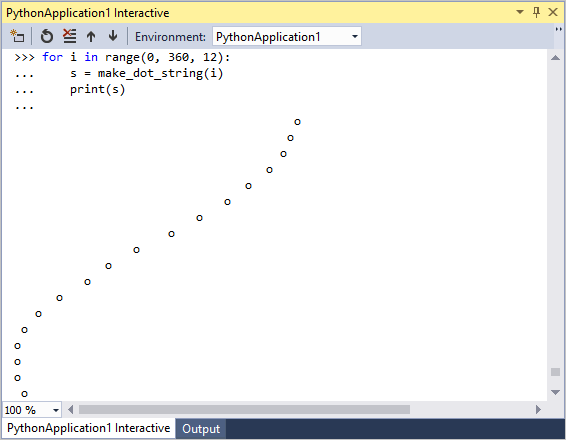 PythonApplication1 Interactive
Environment: PythonApplication1
>>> for i in range(0, 360, 12):
...     s = make_dot_string(i)
...     print(s)
...
                                        o
                                       o
                                      o
                                    o
                                 o
                              o
                          o
                      o
                 o
             o
          o
      o
   o
 o
o
o
o
 o
100 %
PythonApplication1 Interactive Output